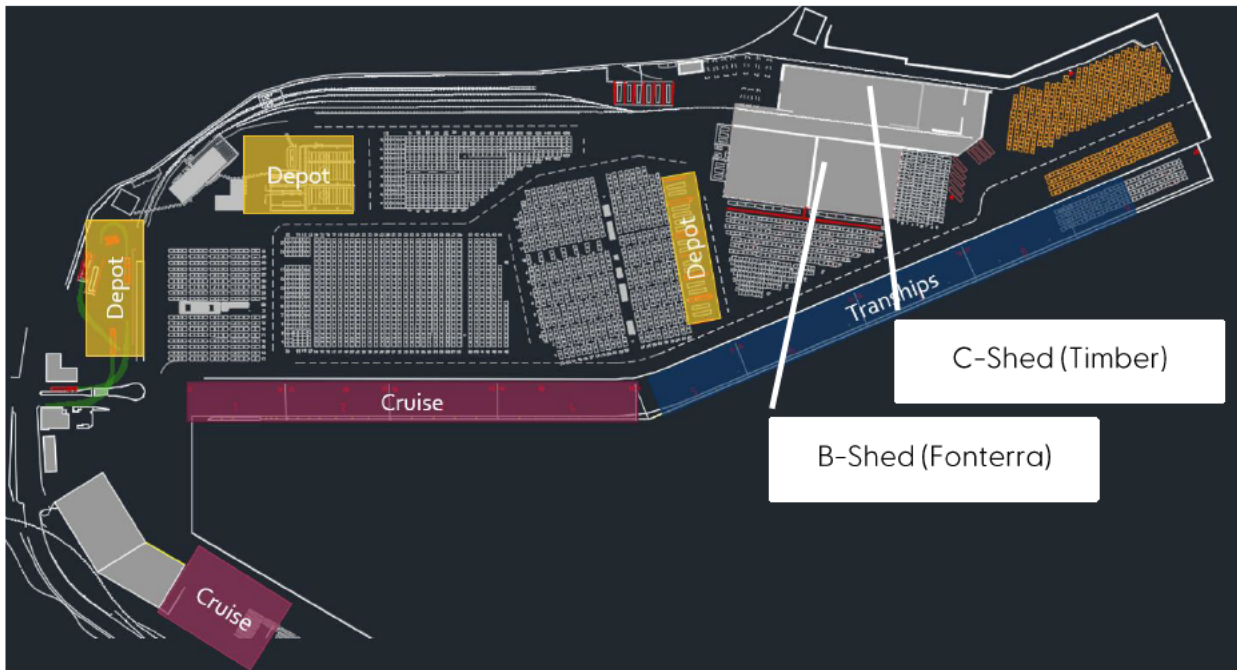 Depot
Depot
Depot
Tranships
Cruise
C-Shed (Timber)
B-Shed (Fonterra)
Cruise